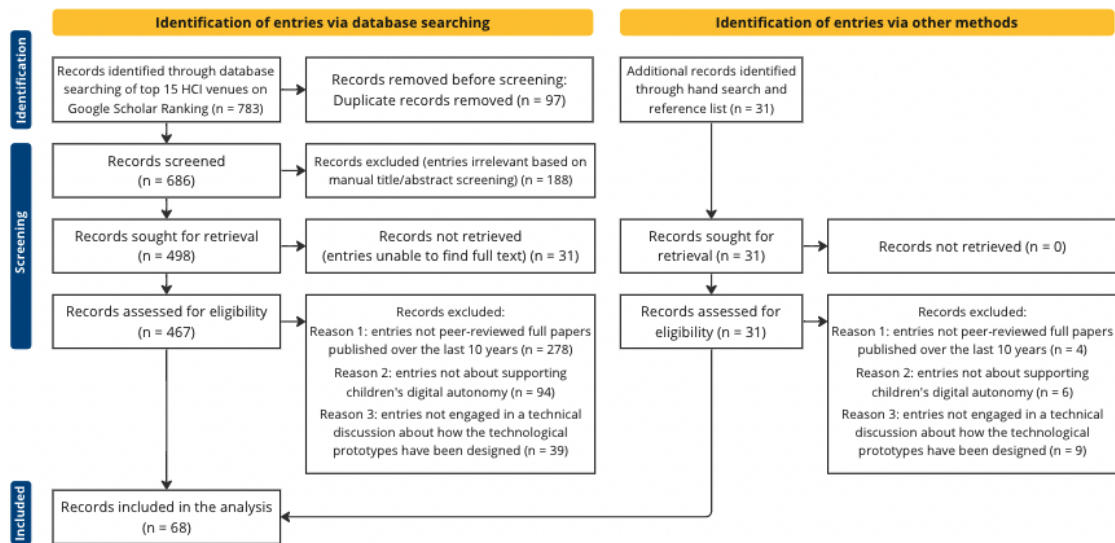 Identification of entries via database searching
Identification of entries via other methods
Identification
Records identified through database
searching of top 15 HCI venues on
Google Scholar Ranking (n = 783)
Records removed before screening:
Duplicate records removed (n = 97)
Additional records identified
through hand search and
reference list (n = 31)
Screening
Records screened
(n = 686)
Records excluded (entries irrelevant based on
manual title/abstract screening) (n = 188)
Records sought for retrieval
(n = 498)
Records not retrieved
(entries unable to find full text) (n = 31)
Records sought for
retrieval (n = 31)
Records not retrieved (n = 0)
Records assessed for eligibility
(n = 467)
Records excluded:
Reason 1: entries not peer-reviewed full papers
published over the last 10 years (n = 278)
Reason 2: entries not about supporting
children's digital autonomy (n = 94)
Reason 3: entries not engaged in a technical
discussion about how the technological
prototypes have been designed (n = 39)
Records assessed for
eligibility (n = 31)
Records excluded:
Reason 1: entries not peer-reviewed full papers
published over the last 10 years (n = 4)
Reason 2: entries not about supporting
children's digital autonomy (n = 6)
Reason 3: entries not engaged in a technical
discussion about how the technological
prototypes have been designed (n = 9)
Included
Records included in the analysis
(n = 68)